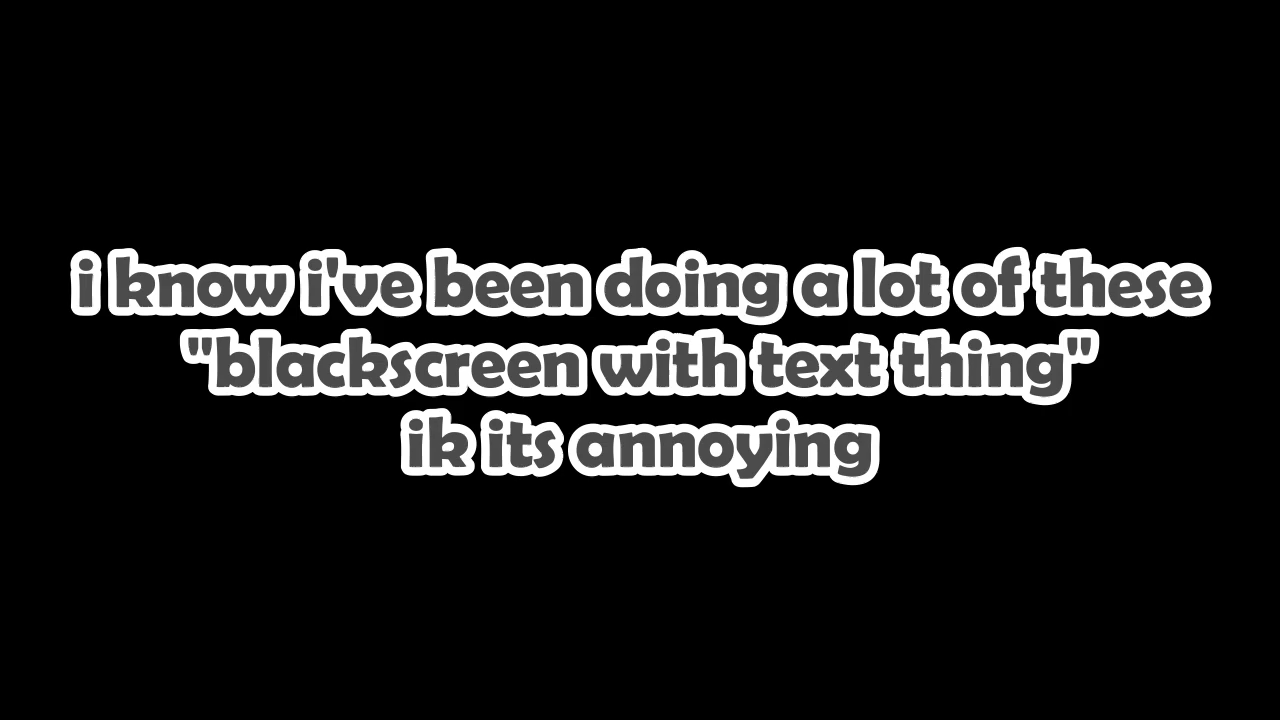 i know i've been doing a lot of these
"blackscreen with text thing"
ik its annoying